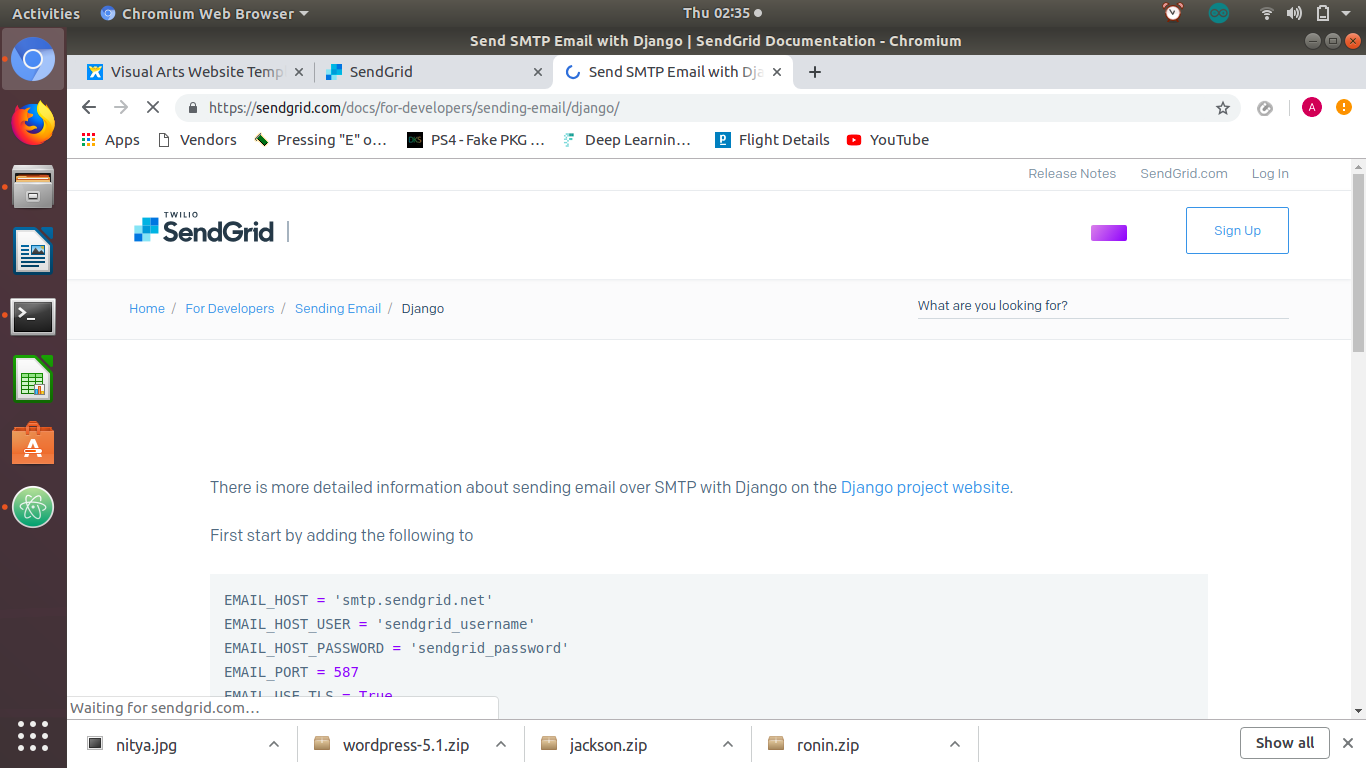 Activities Chromium Web Browser Thu 02:35
Send SMTP Email with Django | SendGrid Documentation - Chromium
Visual Arts Website Temp SendGrid Send SMTP Email with Dja
https://sendgrid.com/docs/for-developers/sending-email/django/ A
Apps Vendors Pressing "E" o... PS4 - Fake PKG ... Deep Learnin... Flight Details YouTube
Release Notes SendGrid.com Log In
TWILIO
SendGrid
Sign Up
Home / For Developers / Sending Email / Django What are you looking for?
There is more detailed information about sending email over SMTP with Django on the Django project website.
First start by adding the following to
EMAIL_HOST = 'smtp.sendgrid.net'
EMAIL_HOST_USER = 'sendgrid_username'
EMAIL_HOST_PASSWORD = 'sendgrid_password'
EMAIL_PORT = 587
EMAIL_USE_TLS = True
Waiting for sendgrid.com...
nitya.jpg wordpress-5.1.zip jackson.zip ronin.zip Show all